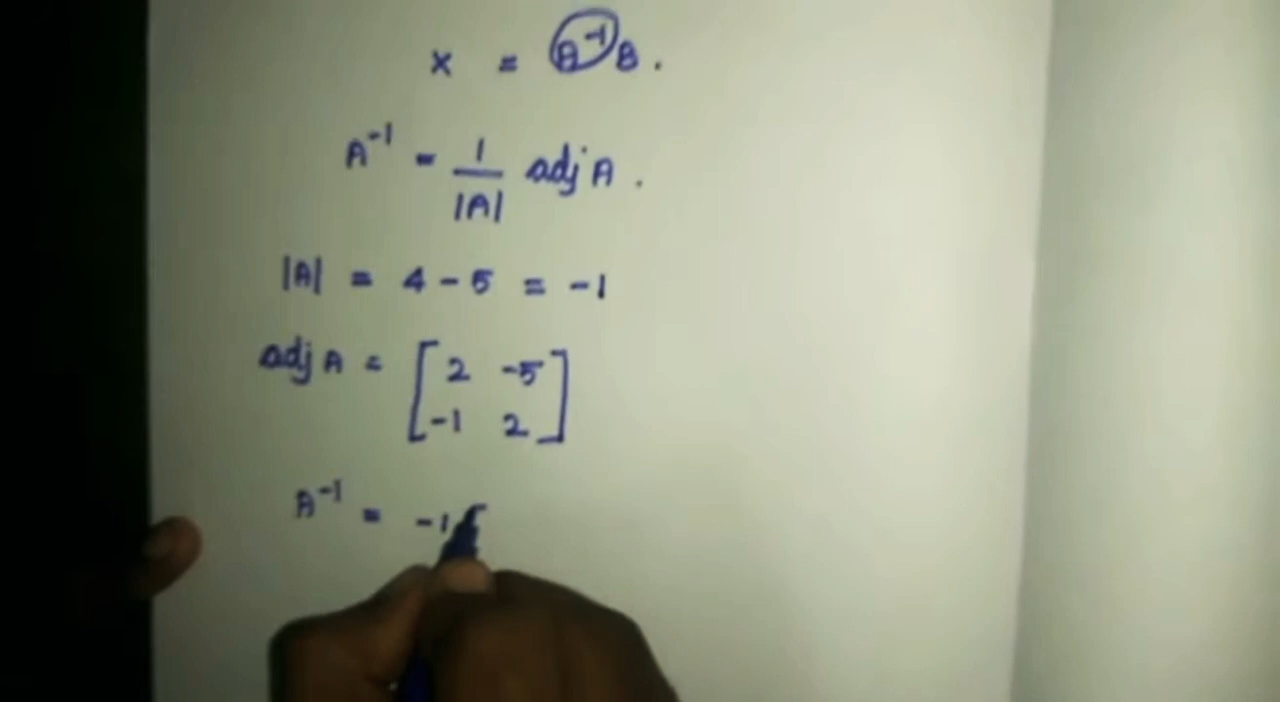 x = A⁻¹B.
A⁻¹ = 1/|A| adj A.
|A| = 4 - 5 = -1
adj A = [2 -5
-1 2]
A⁻¹ = -1 [